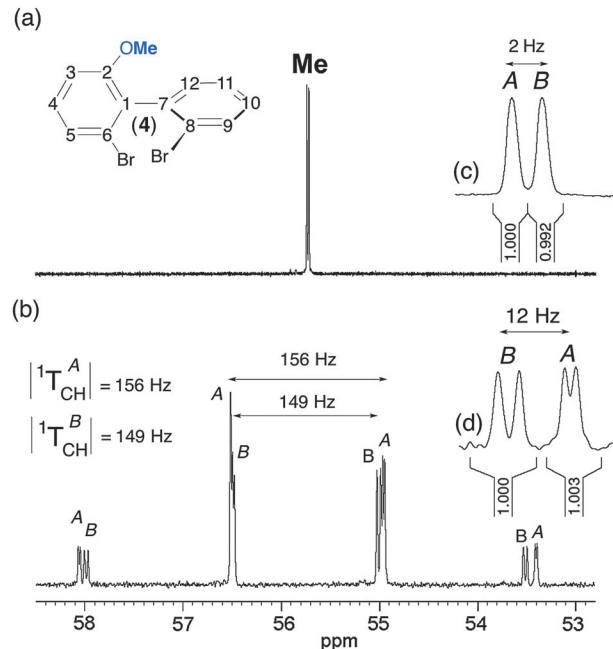 (a)
OMe
3
2
12
11
4
1
7
10
(4)
5
6
8
9
Br
Br
Me
2 Hz
A B
(c)
1.000
0.992
(b)
|¹T_CH^A| = 156 Hz
|¹T_CH^B| = 149 Hz
156 Hz
149 Hz
A
B
A
B
B
A
B
A
12 Hz
B A
(d)
1.000
1.003
58 57 56 55 54 53
ppm